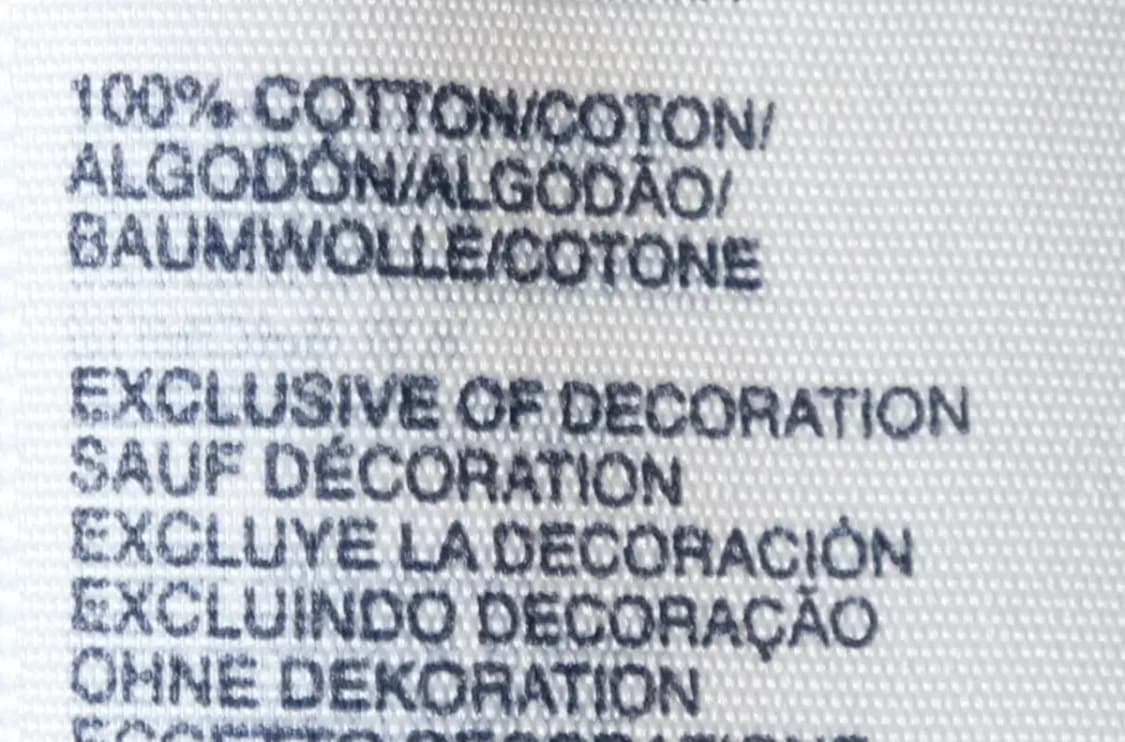 100% COTTON/COTON/
ALGODÓN/ALGODÃO/
BAUMWOLLE/COTONE
EXCLUSIVE OF DECORATION
SAUF DÉCORATION
EXCLUYE LA DECORACIÓN
EXCLUINDO DECORAÇÃO
OHNE DEKORATION